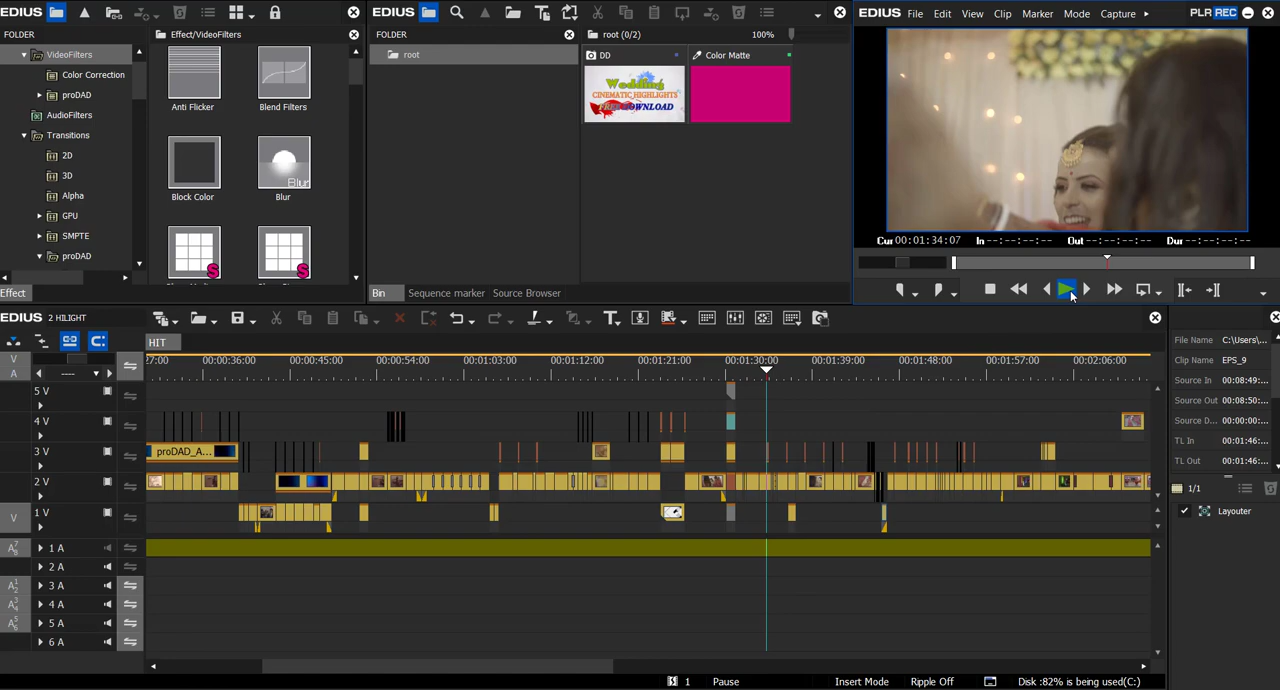 EDIUS
FOLDER
VideoFilters
Color Correction
proDAD
AudioFilters
Transitions
2D
3D
Alpha
GPU
SMPTE
proDAD
Effect
Effect/VideoFilters
Anti Flicker
Blend Filters
Block Color
Blur
Blur
S
S
EDIUS
FOLDER
root
root (0/2)
100%
DD
Color Matte
Wedding
CINEMATIC HIGHLIGHTS
FREE DOWNLOAD
Bin
Sequence marker
Source Browser
EDIUS File Edit View Clip Marker Mode Capture
PLR REC
Cur 00:01:34:07 In --:--:--:-- Out --:--:--:-- Dur --:--:--:--
EDIUS 2 HILIGHT
HIT
27:00 00:00:36:00 00:00:45:00 00:00:54:00 00:01:03:00 00:01:12:00 00:01:21:00 00:01:30:00 00:01:39:00 00:01:48:00 00:01:57:00 00:02:06:00
V
A
----
5 V
4 V
3 V
proDAD_A...
2 V
V 1 V
1 A
2 A
3 A
4 A
5 A
6 A
File Name C:\Users\...
Clip Name EPS_9
Source In 00:08:49:...
Source Out 00:08:50:...
Source D... 00:00:00:...
TL In 00:01:46:...
TL Out 00:01:46:...
1/1
Layouter
1 Pause Insert Mode Ripple Off Disk :82% is being used(C:)